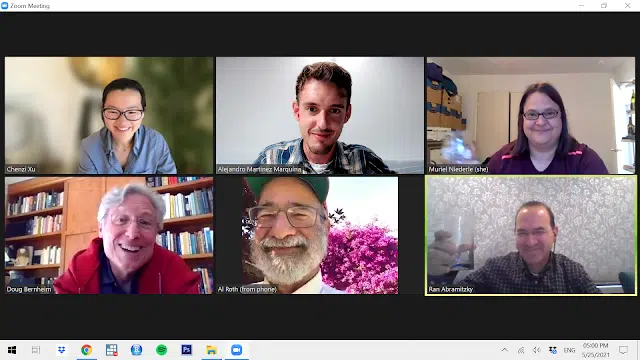 Zoom Meeting
Chenzi Xu
Alejandro Martinez Marquina
Muriel Niederle (she)
Doug Bernheim
Al Roth (from phone)
Ran Abramitzky
Ps
ENG
05:00 PM
5/25/2021